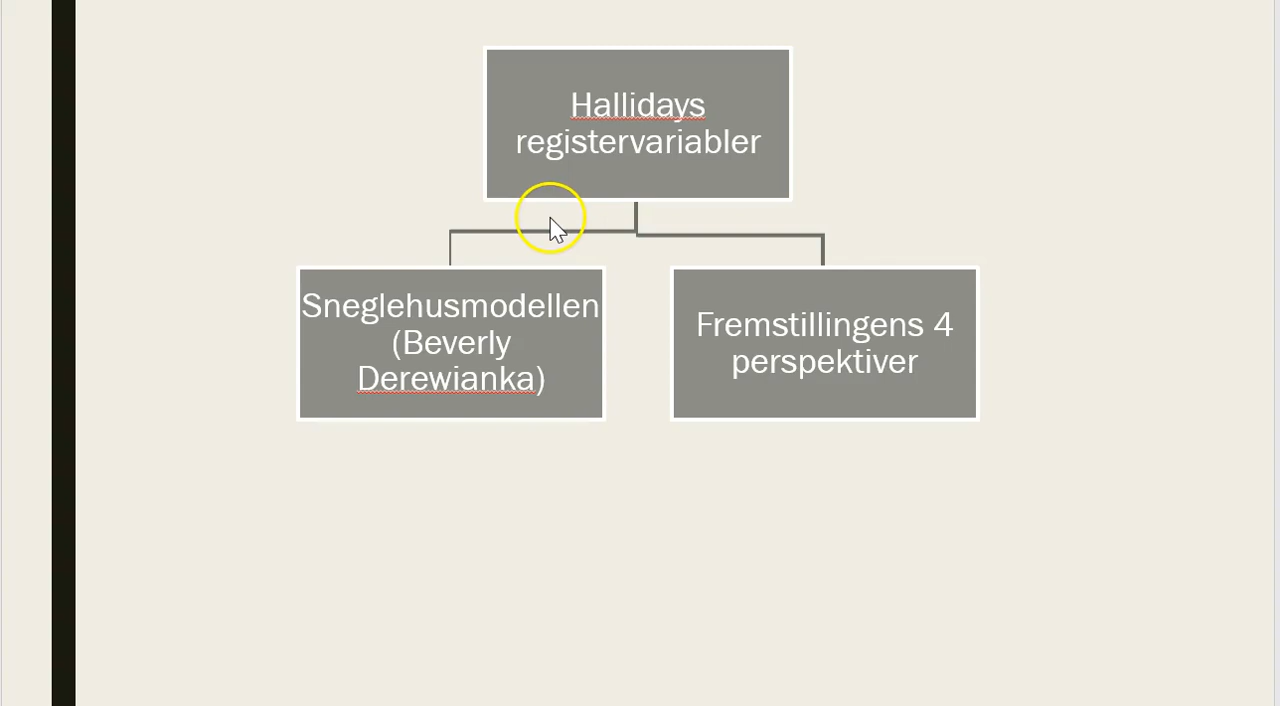 Hallidays
registervariabler
Sneglehusmodellen
(Beverly
Derewianka)
Fremstillingens 4
perspektiver